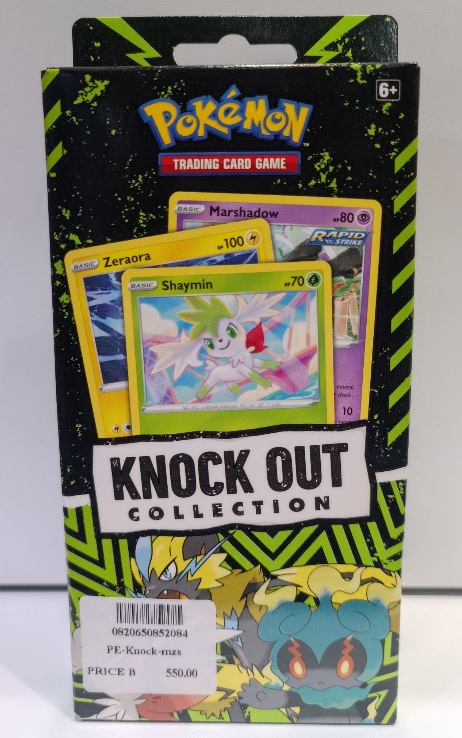 6+
POKéMON
TRADING CARD GAME
BASIC Marshadow HP 80
RAPID STRIKE
BASIC Zeraora HP 100
BASIC Shaymin HP 70
10
KNOCK OUT
COLLECTION
0820650852084
PE-Knock-mzs
PRICE B 550.00